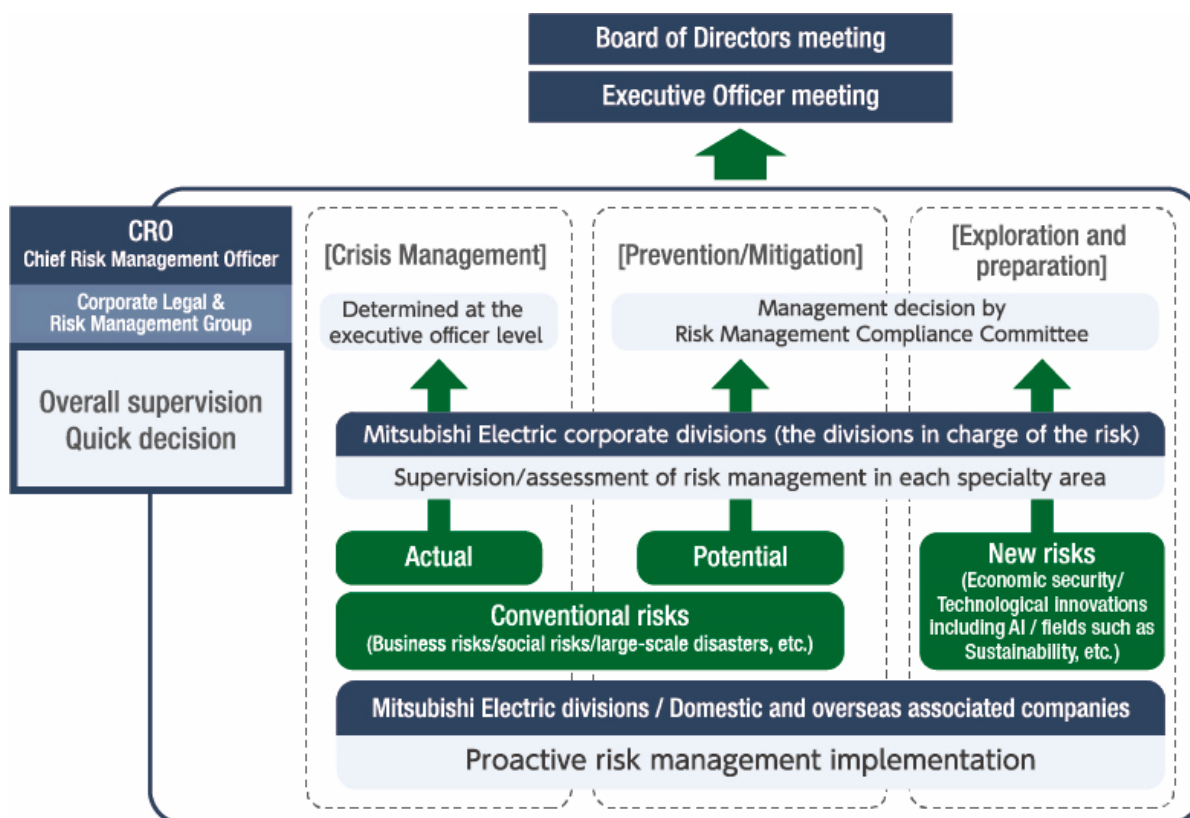 Board of Directors meeting
Executive Officer meeting
CRO
Chief Risk Management Officer
Corporate Legal &
Risk Management Group
Overall supervision
Quick decision
[Crisis Management]
Determined at the
executive officer level
[Prevention/Mitigation]
[Exploration and
preparation]
Management decision by
Risk Management Compliance Committee
Mitsubishi Electric corporate divisions (the divisions in charge of the risk)
Supervision/assessment of risk management in each specialty area
Actual
Potential
Conventional risks
(Business risks/social risks/large-scale disasters, etc.)
New risks
(Economic security/
Technological innovations
including AI / fields such as
Sustainability, etc.)
Mitsubishi Electric divisions / Domestic and overseas associated companies
Proactive risk management implementation